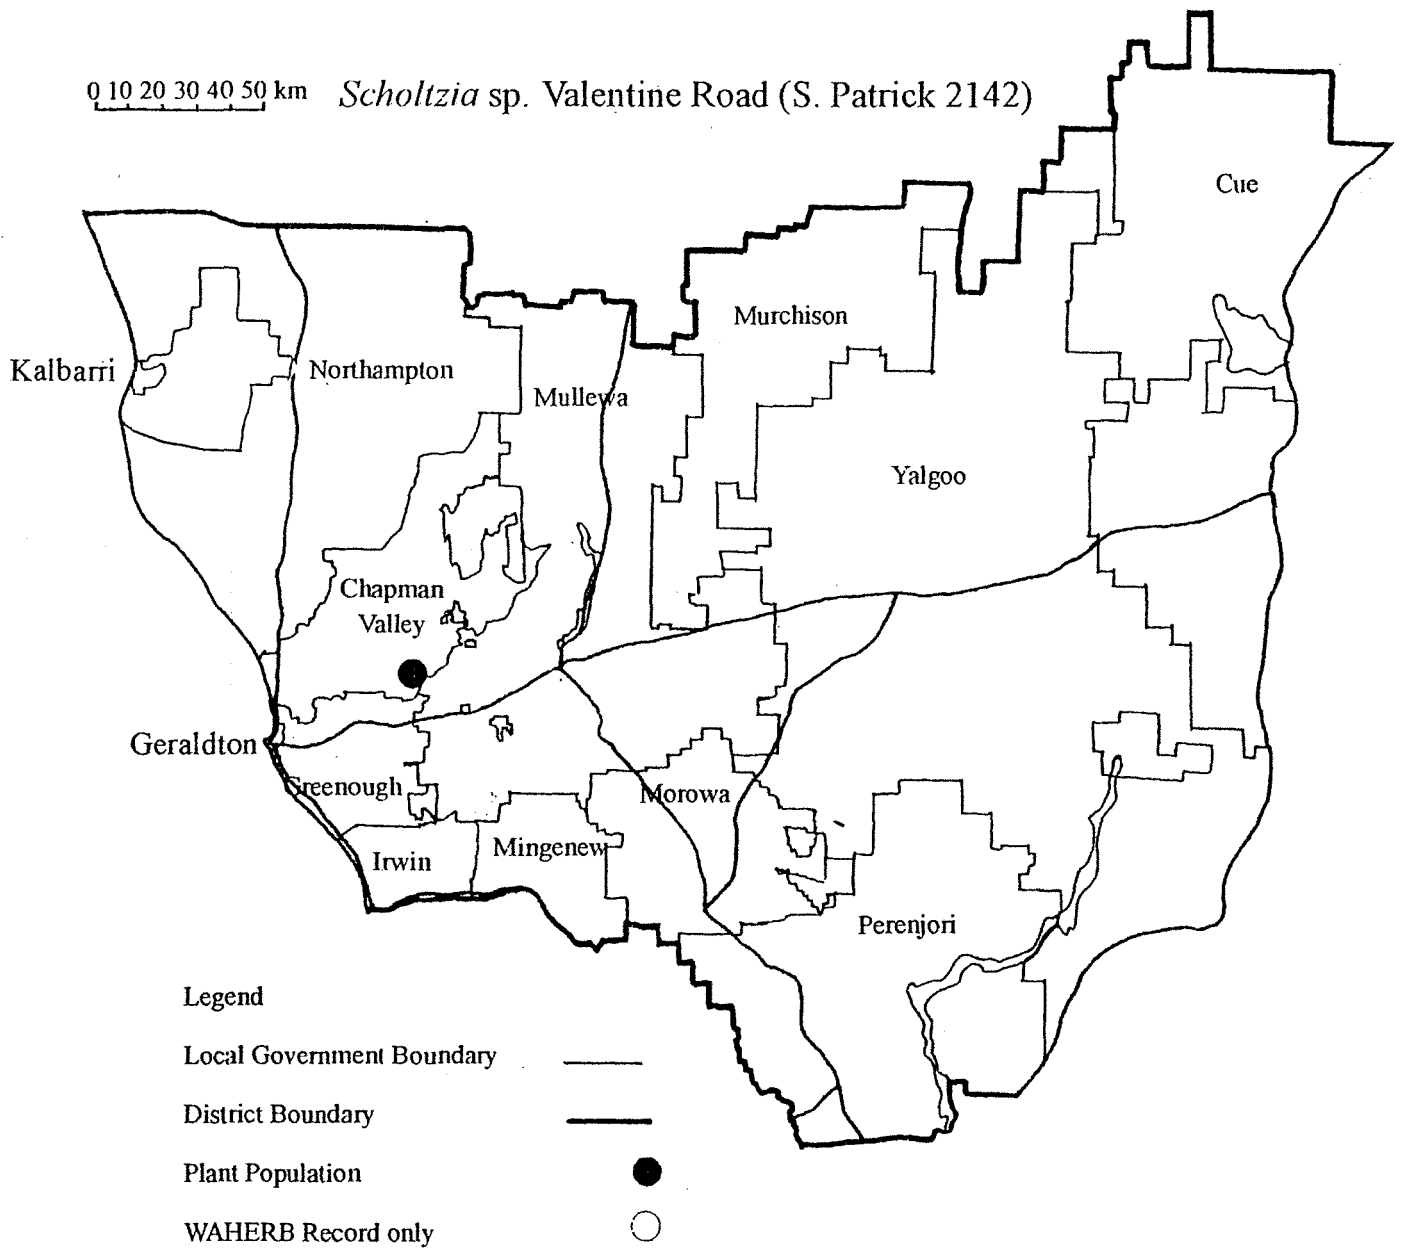 0 10 20 30 40 50 km
Scholtzia sp. Valentine Road (S. Patrick 2142)
Cue
Murchison
Kalbarri
Northampton
Mullewa
Yalgoo
Chapman
Valley
Geraldton
Greenough
Morowa
Irwin
Mingenew
Perenjori
Legend
Local Government Boundary
District Boundary
Plant Population
WAHERB Record only